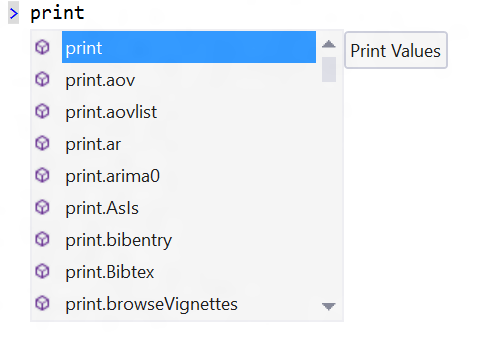 > print
print
Print Values
print.aov
print.aovlist
print.ar
print.arima0
print.AsIs
print.bibentry
print.Bibtex
print.browseVignettes